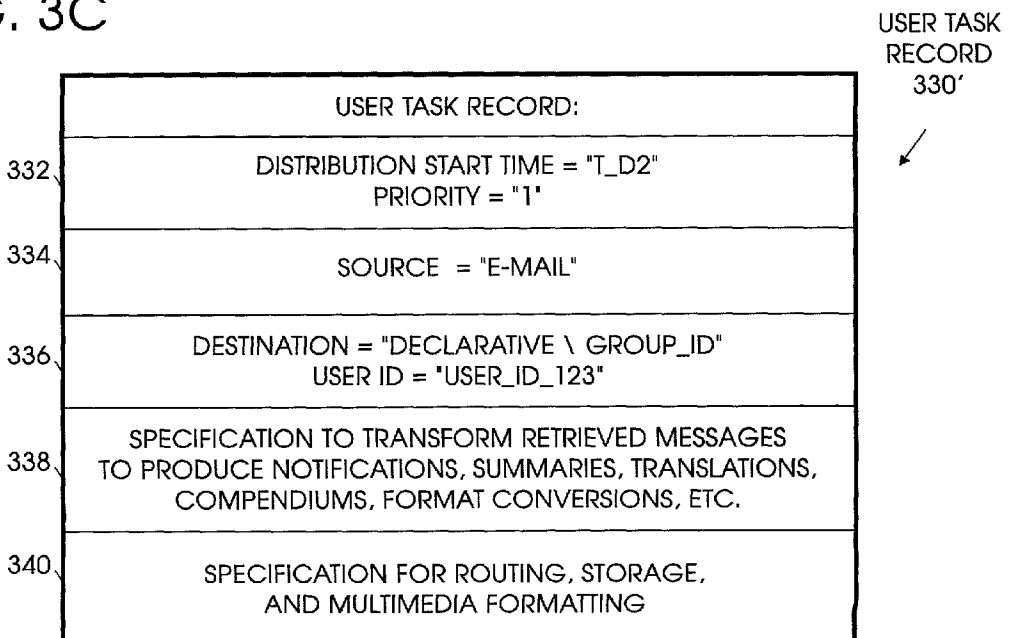 . 3C
USER TASK
RECORD
330'
USER TASK RECORD:
332
DISTRIBUTION START TIME = "T_D2"
PRIORITY = "1"
334
SOURCE = "E-MAIL"
336
DESTINATION = "DECLARATIVE \ GROUP_ID"
USER ID = "USER_ID_123"
338
SPECIFICATION TO TRANSFORM RETRIEVED MESSAGES
TO PRODUCE NOTIFICATIONS, SUMMARIES, TRANSLATIONS,
COMPENDIUMS, FORMAT CONVERSIONS, ETC.
340
SPECIFICATION FOR ROUTING, STORAGE,
AND MULTIMEDIA FORMATTING